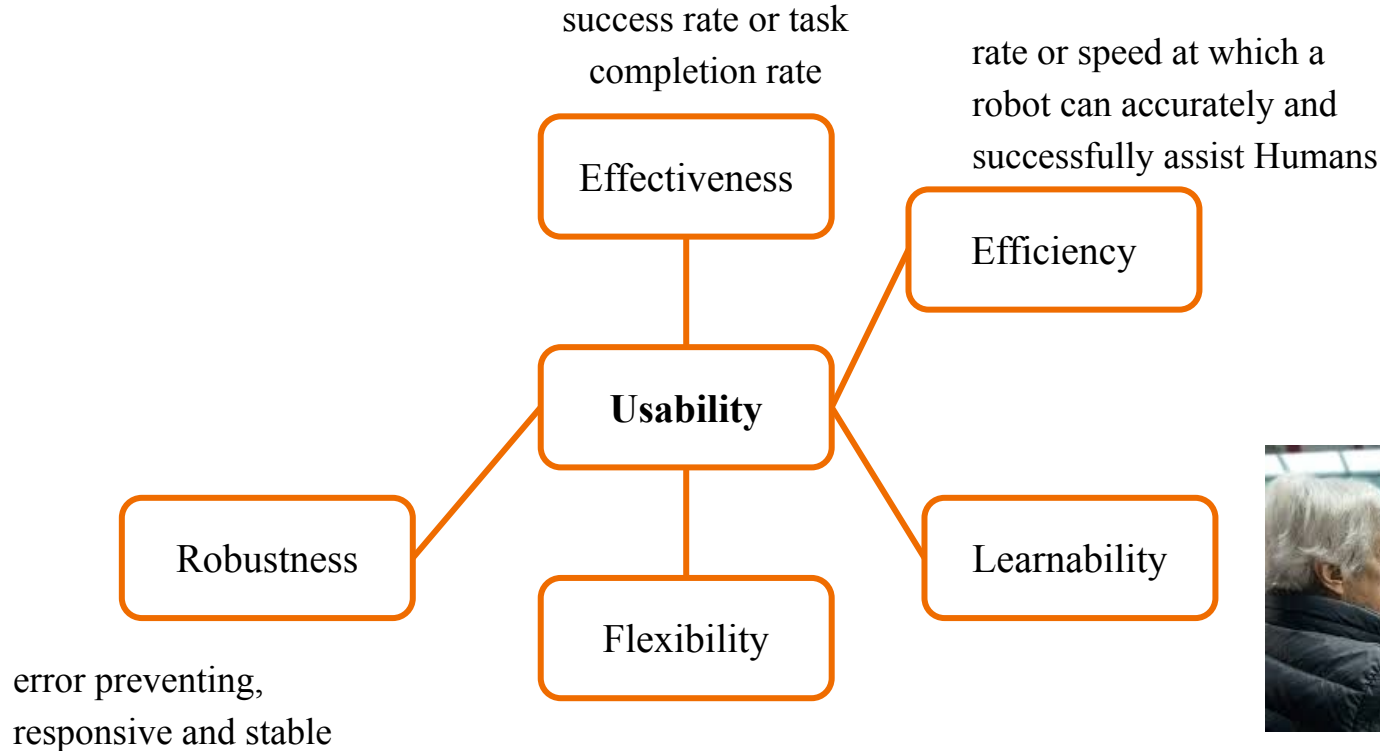 success rate or task
completion rate
rate or speed at which a
robot can accurately and
successfully assist Humans
Effectiveness
Efficiency
Usability
Robustness
Learnability
Flexibility
error preventing,
responsive and stable